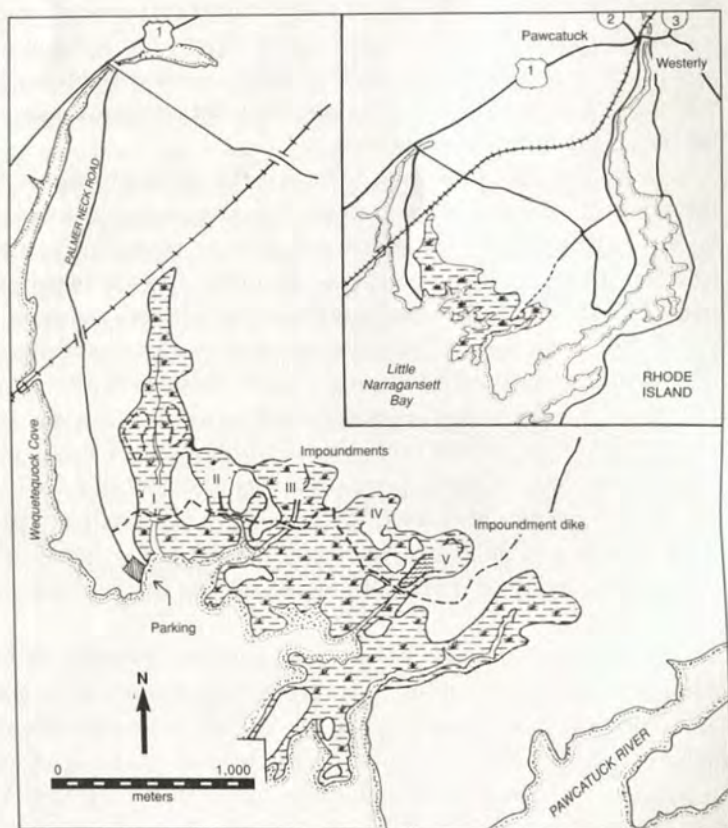 1
PALMER NECK ROAD
Wequetequock Cove
Impoundments
I
II
III
IV
V
Impoundment dike
Parking
N
0 1,000
meters
PAWCATUCK RIVER
2
3
Pawcatuck
Westerly
1
Little
Narragansett
Bay
RHODE
ISLAND